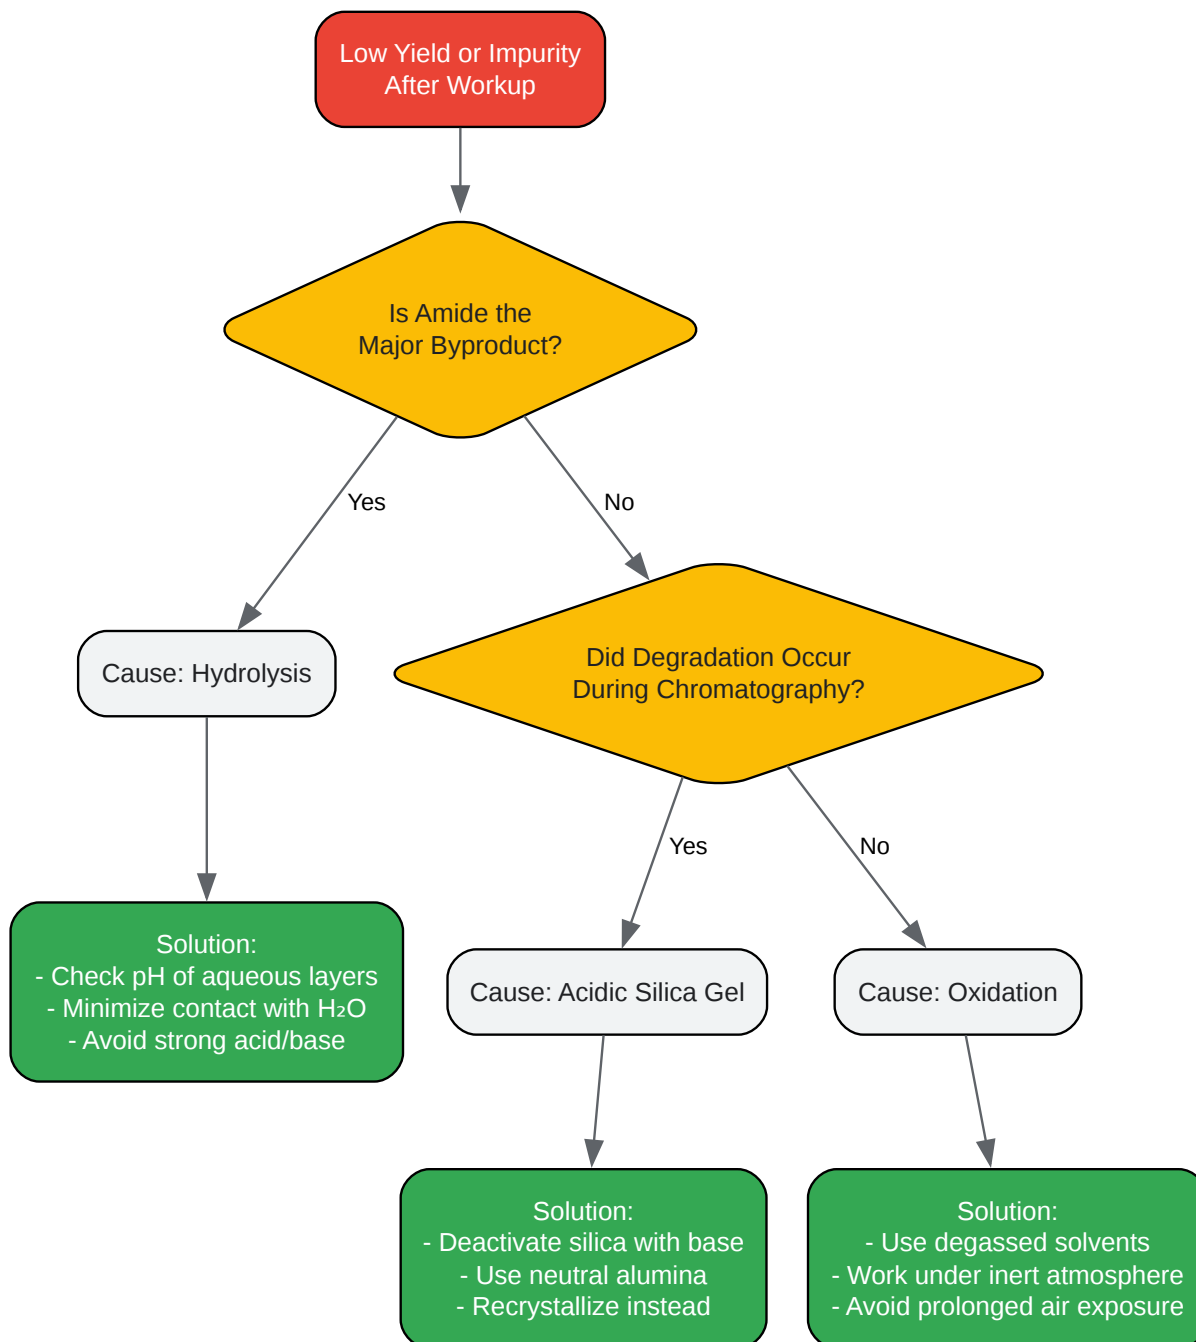 Low Yield or Impurity
After Workup
Is Amide the
Major Byproduct?
Yes
No
Cause: Hydrolysis
Did Degradation Occur
During Chromatography?
Yes
No
Solution:
- Check pH of aqueous layers
- Minimize contact with H₂O
- Avoid strong acid/base
Cause: Acidic Silica Gel
Cause: Oxidation
Solution:
- Deactivate silica with base
- Use neutral alumina
- Recrystallize instead
Solution:
- Use degassed solvents
- Work under inert atmosphere
- Avoid prolonged air exposure